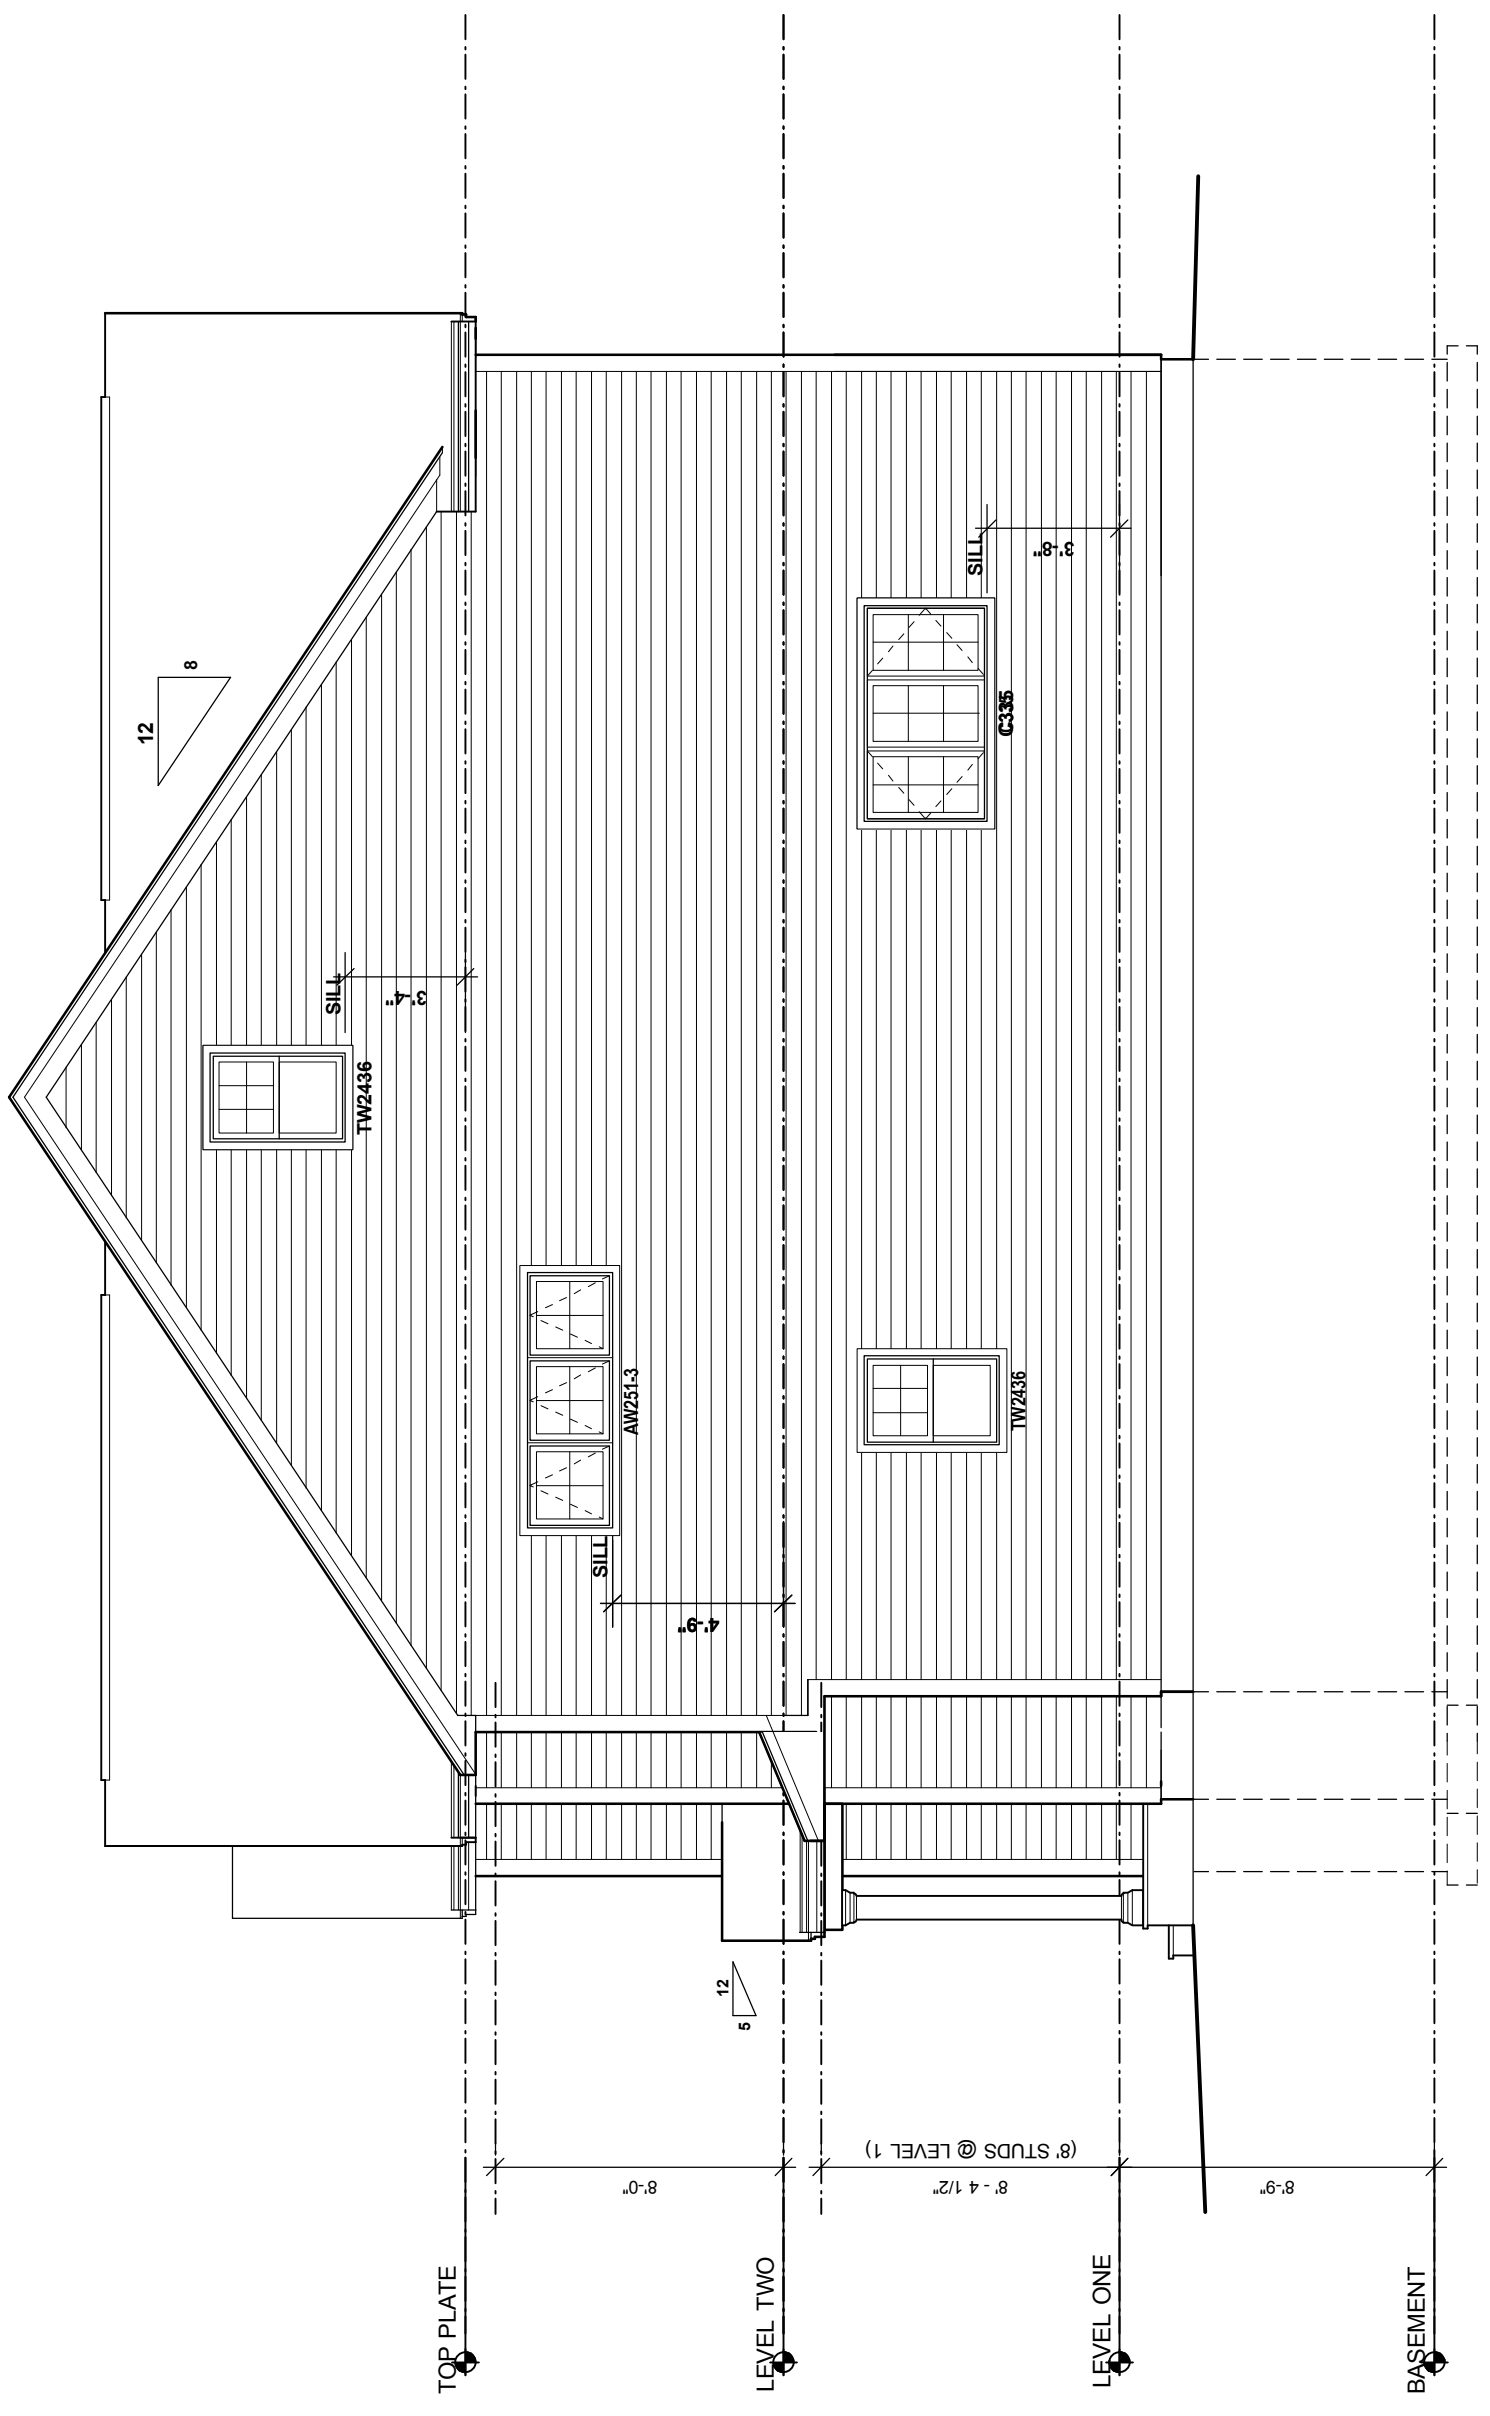 12
8
SILL
3'-4"
TW2436
AW251-3
SILL
4'-9"
SILL
3'-8"
TW2436
12
5
8'-0"
(8' STUDS @ LEVEL 1)
8' - 4 1/2"
8'-9"
TOP PLATE
LEVEL TWO
LEVEL ONE
BASEMENT